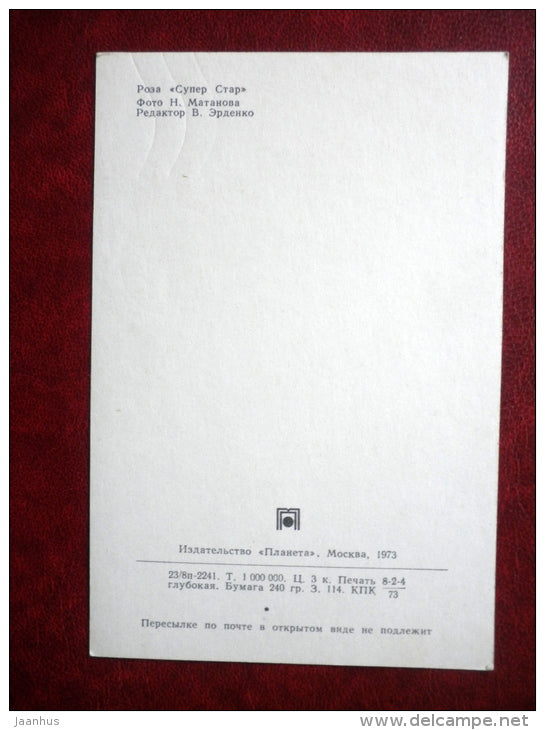 Роза «Супер Стар»
Фото Н. Матанова
Редактор В. Эрденко
Издательство «Планета». Москва, 1973
23/8п-2241. Т. 1 000 000. Ц. 3 к. Печать 8-2-4
глубокая. Бумага 240 гр. З. 114. КПК 73
Пересылке по почте в открытом виде не подлежит
jaanhus
www.delcampe.net